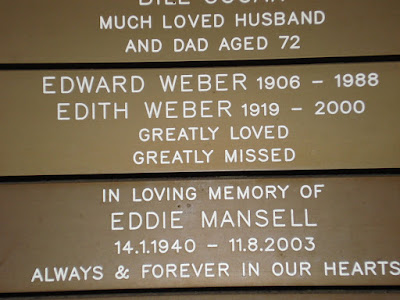 MUCH LOVED HUSBAND
AND DAD AGED 72
EDWARD WEBER 1906 – 1988
EDITH WEBER 1919 – 2000
GREATLY LOVED
GREATLY MISSED
IN LOVING MEMORY OF
EDDIE MANSELL
14.1.1940 – 11.8.2003
ALWAYS & FOREVER IN OUR HEARTS